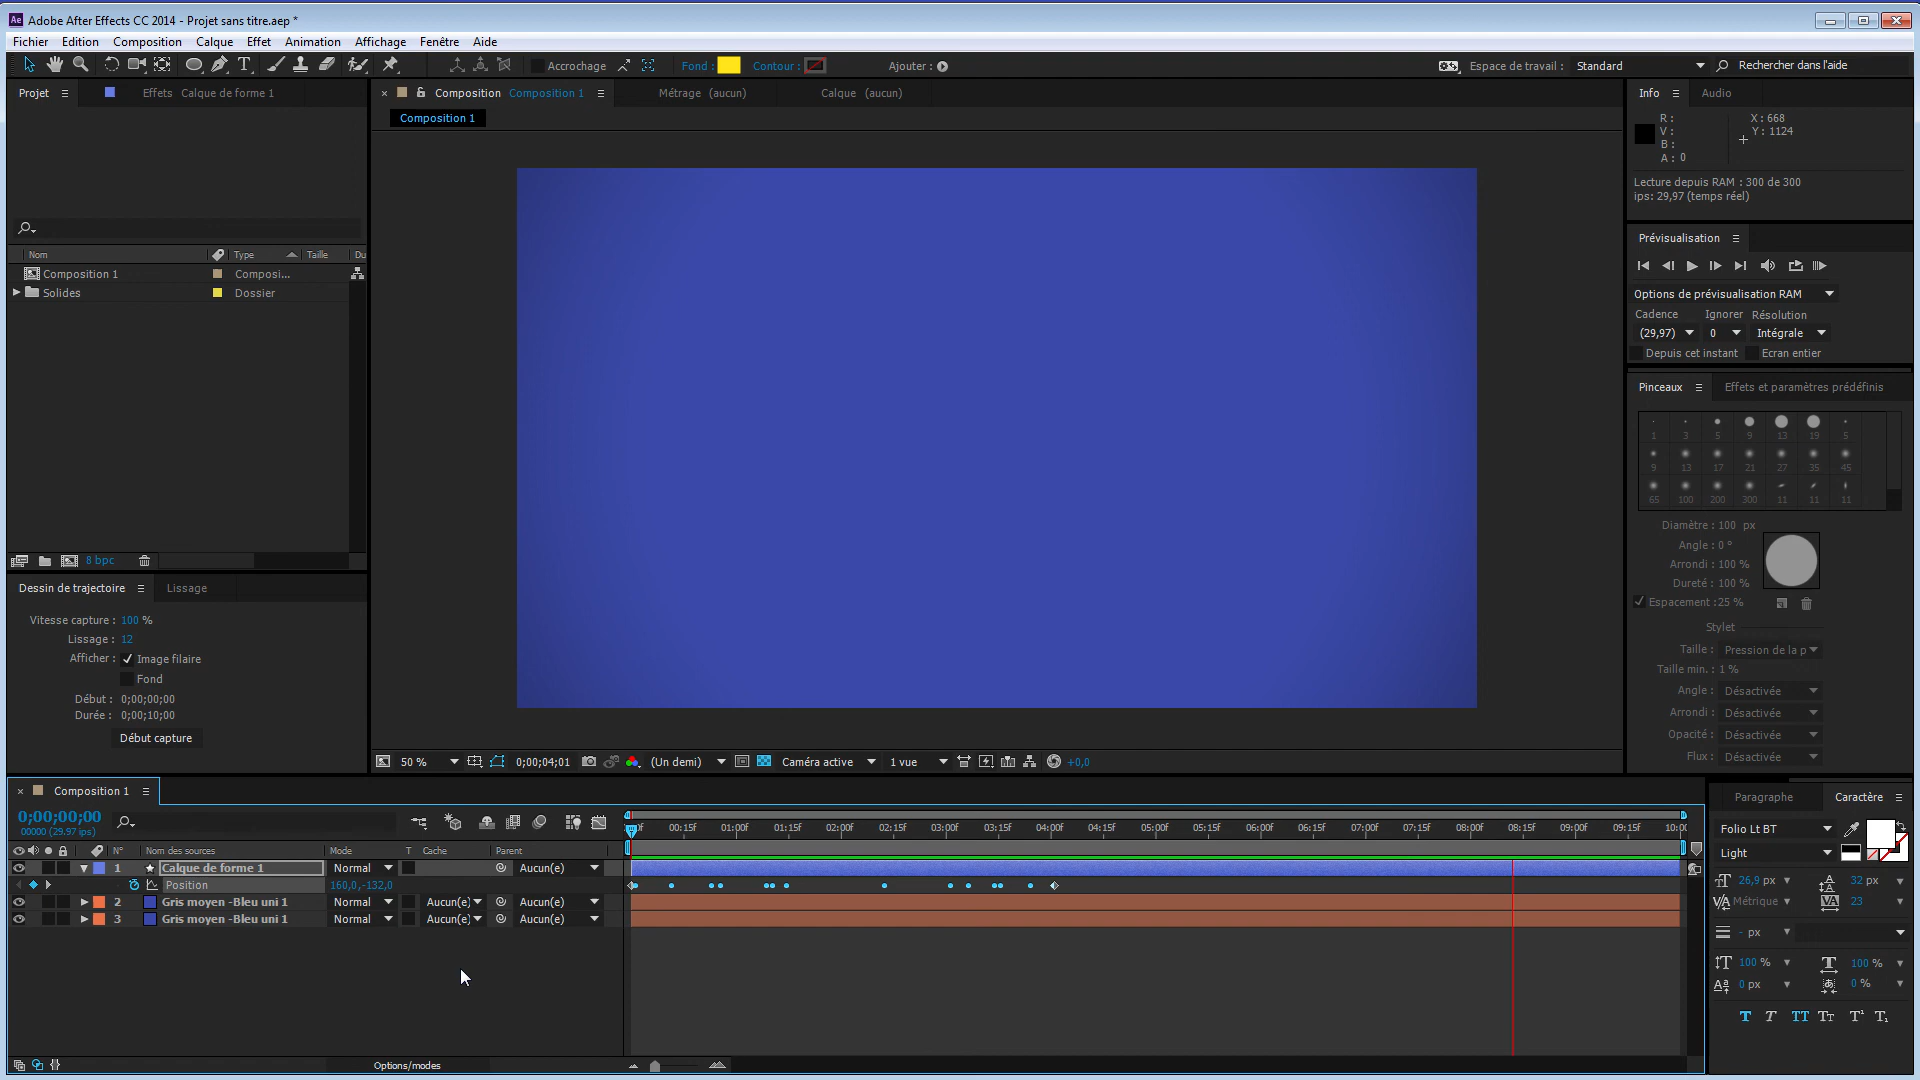 Adobe After Effects CC 2014 - Projet sans titre.aep *
Fichier Edition Composition Calque Effet Animation Affichage Fenêtre Aide
Accrochage Fond : Contour : Ajouter : Espace de travail : Standard Rechercher dans l'aide
Projet Effets Calque de forme 1
Composition Composition 1 Métrage (aucun) Calque (aucun)
Composition 1
Info Audio
R : X : 668
V : Y : 1124
B :
A : 0
Lecture depuis RAM : 300 de 300
ips: 29,97 (temps réel)
Nom Type Taille Du
Composition 1 Composi...
Solides Dossier
8 bpc
Prévisualisation
Options de prévisualisation RAM
Cadence Ignorer Résolution
(29,97) 0 Intégrale
Depuis cet instant Ecran entier
Pinceaux Effets et paramètres prédéfinis
1 3 5 9 13 19 5
9 13 17 21 27 35 45
65 100 200 300 11 11 11
Diamètre : 100 px
Angle : 0 °
Arrondi : 100 %
Dureté : 100 %
Espacement : 25 %
Stylet
Taille : Pression de la p
Taille min. : 1 %
Angle : Désactivée
Arrondi : Désactivée
Opacité : Désactivée
Flux : Désactivée
Dessin de trajectoire Lissage
Vitesse capture : 100 %
Lissage : 12
Afficher : Image filaire
Fond
Début : 0;00;00;00
Durée : 0;00;10;00
Début capture
50 % 0;00;04;01 (Un demi) Caméra active 1 vue +0,0
Composition 1
0;00;00;00
00000 (29.97 ips)
0f 00:15f 01:00f 01:15f 02:00f 02:15f 03:00f 03:15f 04:00f 04:15f 05:00f 05:15f 06:00f 06:15f 07:00f 07:15f 08:00f 08:15f 09:00f 09:15f 10:00
N° Nom des sources Mode T Cache Parent
1 Calque de forme 1 Normal Aucun(e)
Position 160,0,-132,0
2 Gris moyen -Bleu uni 1 Normal Aucun(e) Aucun(e)
3 Gris moyen -Bleu uni 1 Normal Aucun(e) Aucun(e)
Options/modes
Paragraphe Caractère
Folio Lt BT
Light
26,9 px 32 px
Métrique 23
- px
100 % 100 %
0 px 0 %
T T TT Tt T¹ T₁